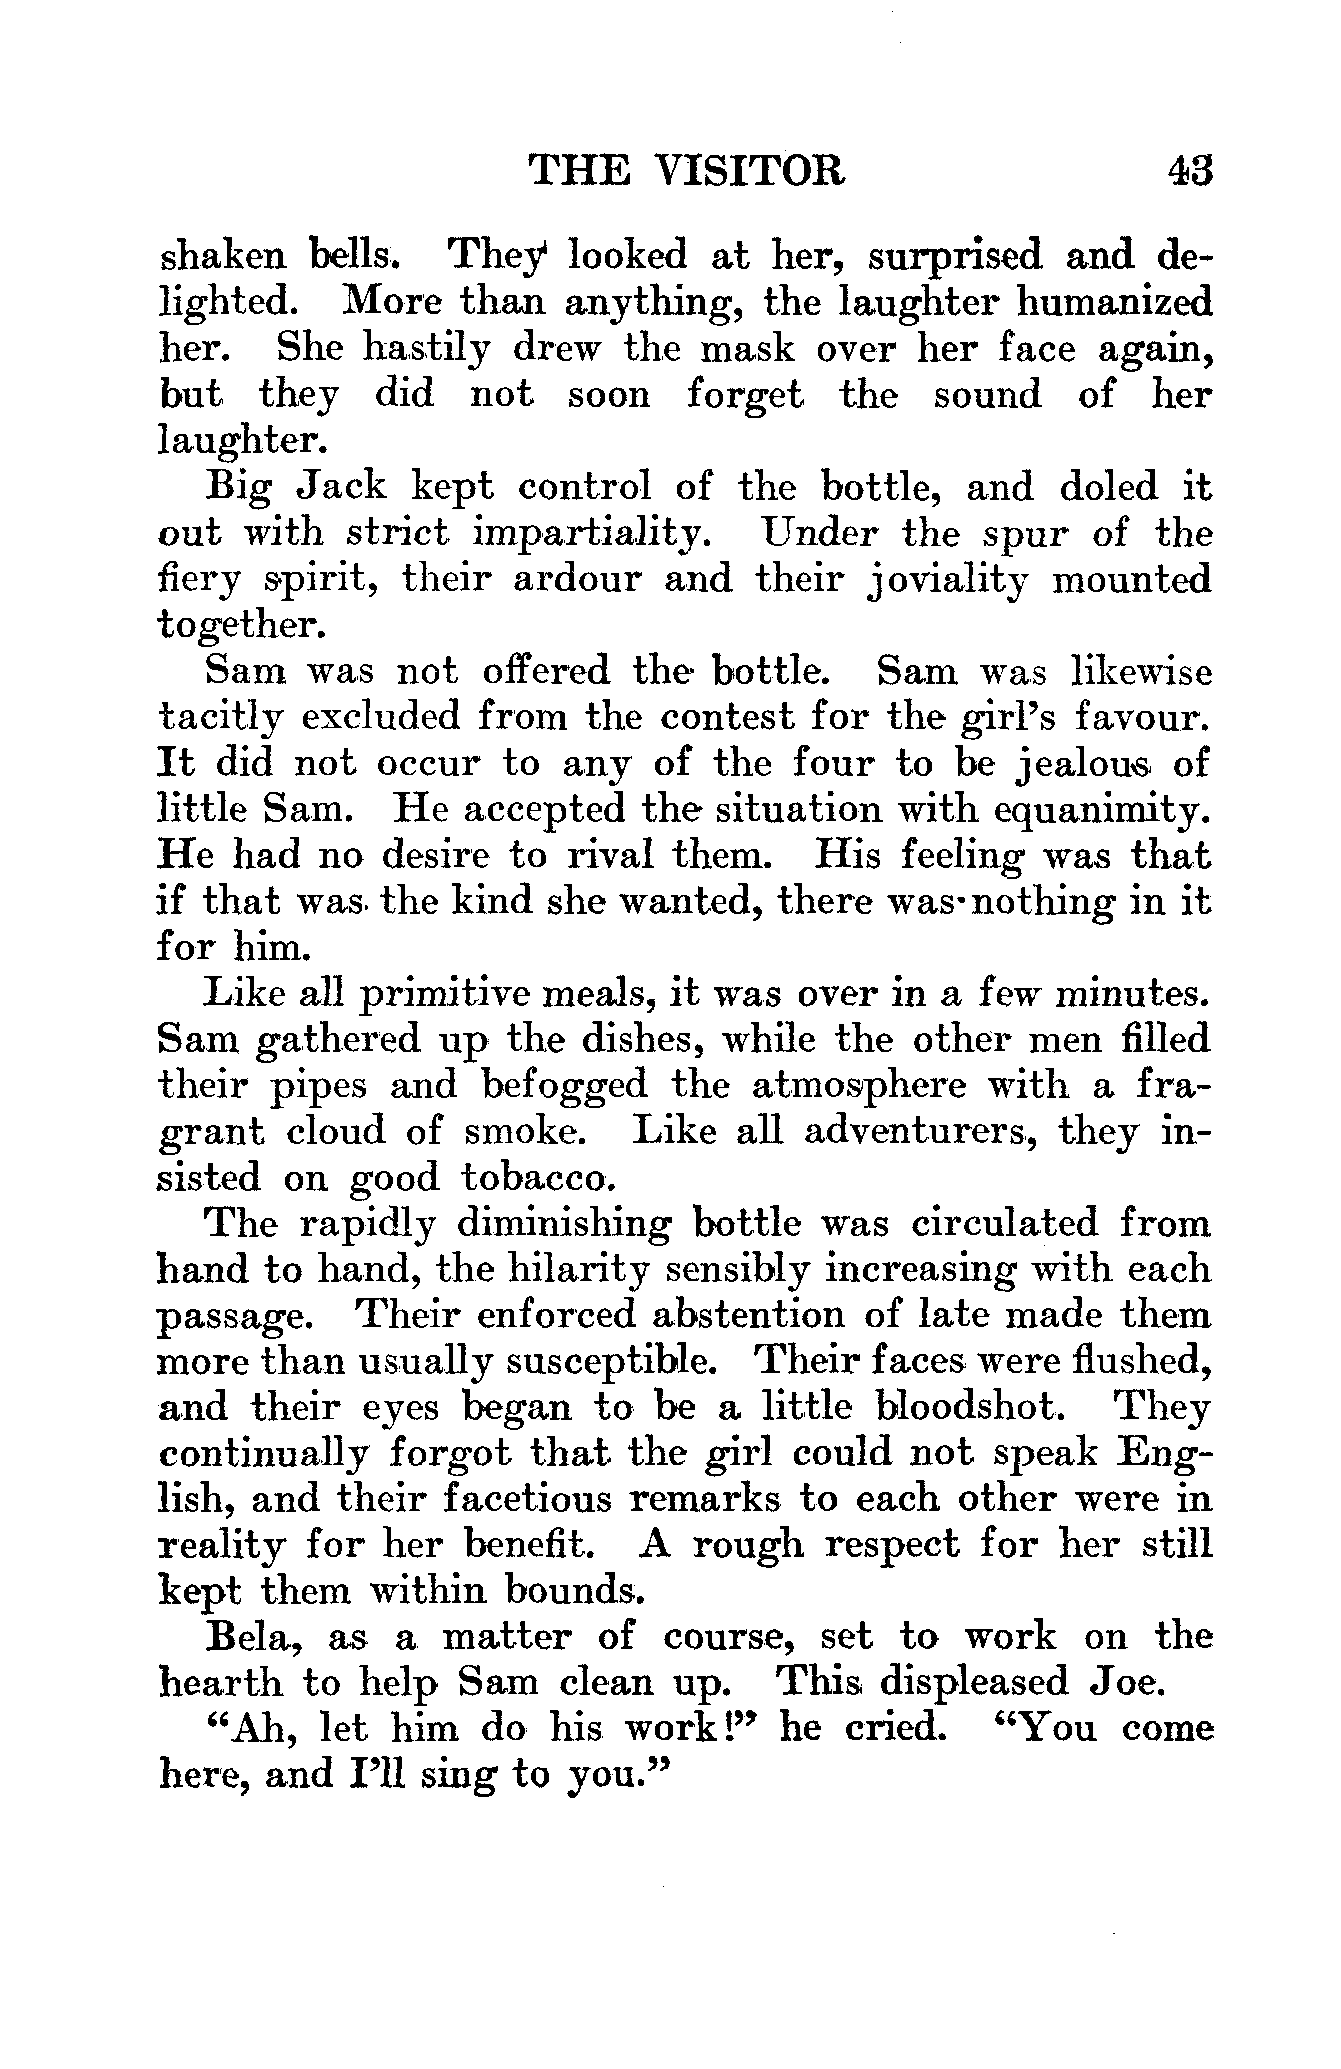 THE VISITOR 43
shaken bells. They looked at her, surprised and de-
lighted. More than anything, the laughter humanized
her. She hastily drew the mask over her face again,
but they did not soon forget the sound of her
laughter.
Big Jack kept control of the bottle, and doled it
out with strict impartiality. Under the spur of the
fiery spirit, their ardour and their joviality mounted
together.
Sam was not offered the bottle. Sam was likewise
tacitly excluded from the contest for the girl's favour.
It did not occur to any of the four to be jealous of
little Sam. He accepted the situation with equanimity.
He had no desire to rival them. His feeling was that
if that was the kind she wanted, there was nothing in it
for him.
Like all primitive meals, it was over in a few minutes.
Sam gathered up the dishes, while the other men filled
their pipes and befogged the atmosphere with a fra-
grant cloud of smoke. Like all adventurers, they in-
sisted on good tobacco.
The rapidly diminishing bottle was circulated from
hand to hand, the hilarity sensibly increasing with each
passage. Their enforced abstention of late made them
more than usually susceptible. Their faces were flushed,
and their eyes began to be a little bloodshot. They
continually forgot that the girl could not speak Eng-
lish, and their facetious remarks to each other were in
reality for her benefit. A rough respect for her still
kept them within bounds.
Bela, as a matter of course, set to work on the
hearth to help Sam clean up. This displeased Joe.
"Ah, let him do his work!" he cried. "You come
here, and I'll sing to you."